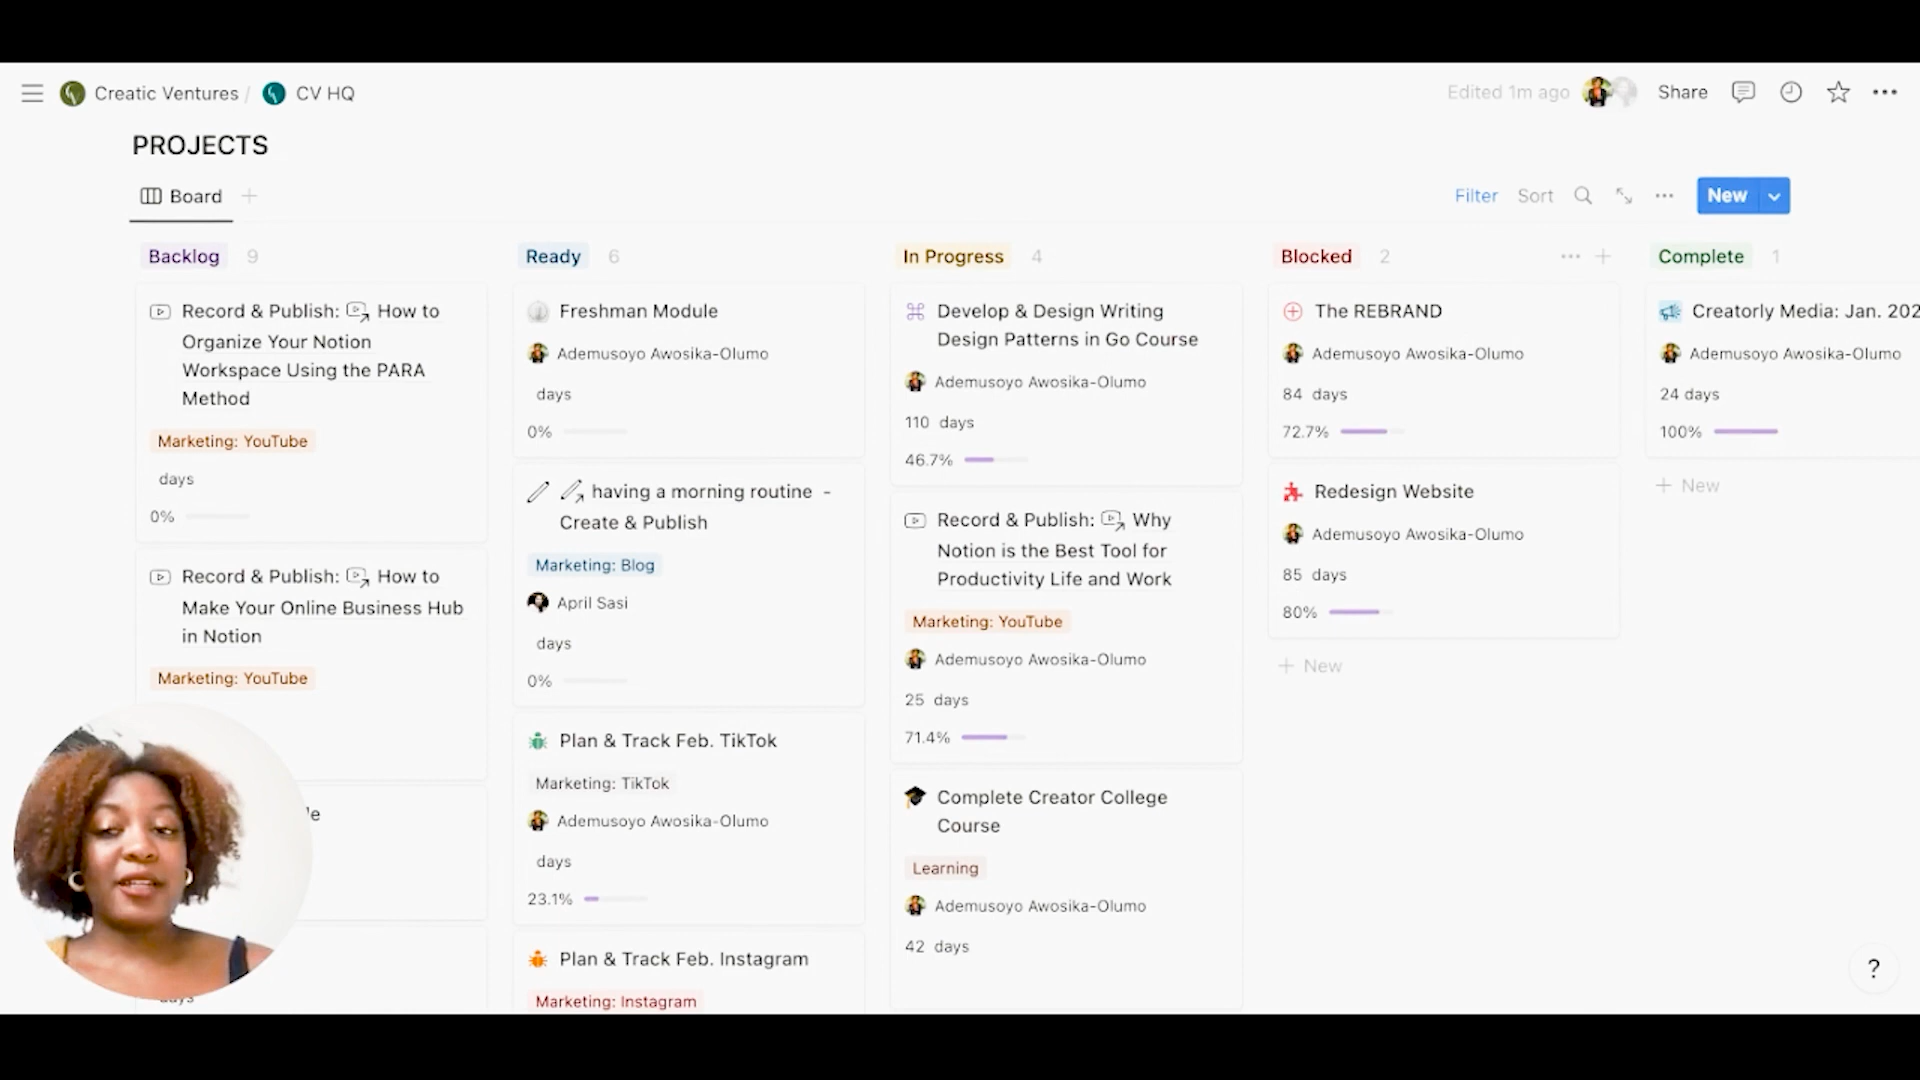 Creatic Ventures / CV HQ
Edited 1m ago
Share
PROJECTS
Board
Filter
Sort
New
Backlog 9
Record & Publish: How to
Organize Your Notion
Workspace Using the PARA
Method
Marketing: YouTube
days
0%
Record & Publish: How to
Make Your Online Business Hub
in Notion
Marketing: YouTube
le
days
Ready 6
Freshman Module
Ademusoyo Awosika-Olumo
days
0%
having a morning routine -
Create & Publish
Marketing: Blog
April Sasi
days
0%
Plan & Track Feb. TikTok
Marketing: TikTok
Ademusoyo Awosika-Olumo
days
23.1%
Plan & Track Feb. Instagram
Marketing: Instagram
In Progress 4
Develop & Design Writing
Design Patterns in Go Course
Ademusoyo Awosika-Olumo
110 days
46.7%
Record & Publish: Why
Notion is the Best Tool for
Productivity Life and Work
Marketing: YouTube
Ademusoyo Awosika-Olumo
25 days
71.4%
Complete Creator College
Course
Learning
Ademusoyo Awosika-Olumo
42 days
Blocked 2
The REBRAND
Ademusoyo Awosika-Olumo
84 days
72.7%
Redesign Website
Ademusoyo Awosika-Olumo
85 days
80%
+ New
Complete 1
Creatorly Media: Jan. 202
Ademusoyo Awosika-Olumo
24 days
100%
+ New
?